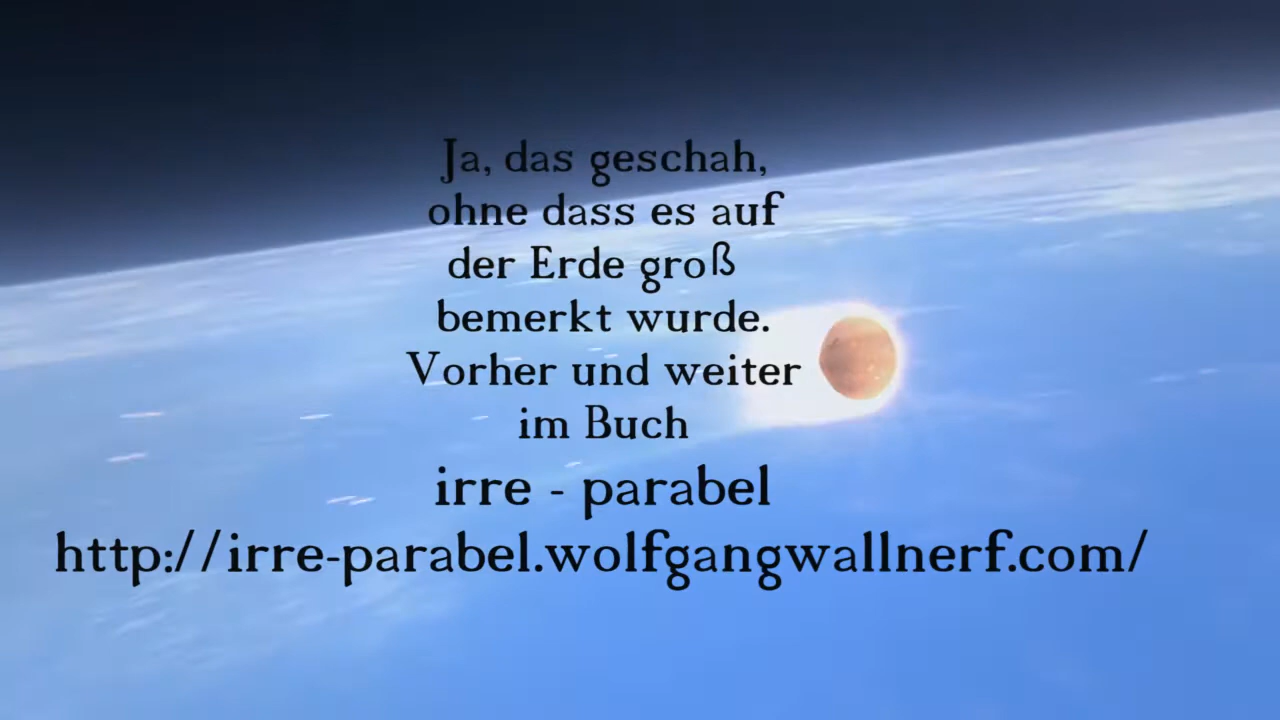 Ja, das geschah,
ohne dass es auf
der Erde groß
bemerkt wurde.
Vorher und weiter
im Buch
irre - parabel
http://irre-parabel.wolfgangwallnerf.com/